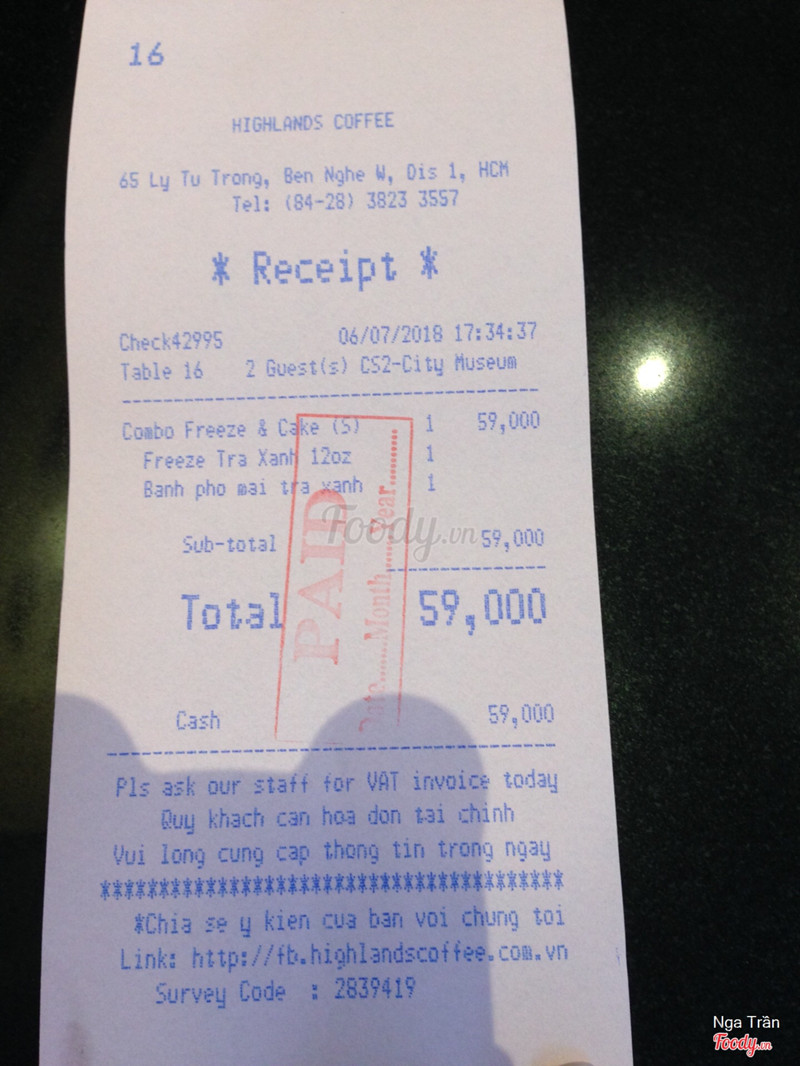 16
HIGHLANDS COFFEE
65 Ly Tu Trong, Ben Nghe W, Dis 1, HCM
Tel: (84-28) 3823 3557
* Receipt *
Check42995 06/07/2018 17:34:37
Table 16 2 Guest(s) CS2-City Museum
Combo Freeze & Cake (S) 1 59,000
Freeze Tra Xanh 12oz 1
Banh pho mai tra xanh 1
Sub-total 59,000
Total 59,000
PAID
Date......Month......Year..........
Foody.vn
Cash 59,000
Pls ask our staff for VAT invoice today
Quy khach can hoa don tai chinh
Vui long cung cap thong tin trong ngay
****************************************
*Chia se y kien cua ban voi chung toi
Link: http://fb.highlandscoffee.com.vn
Survey Code : 2839419
Nga Trần
Foody.vn